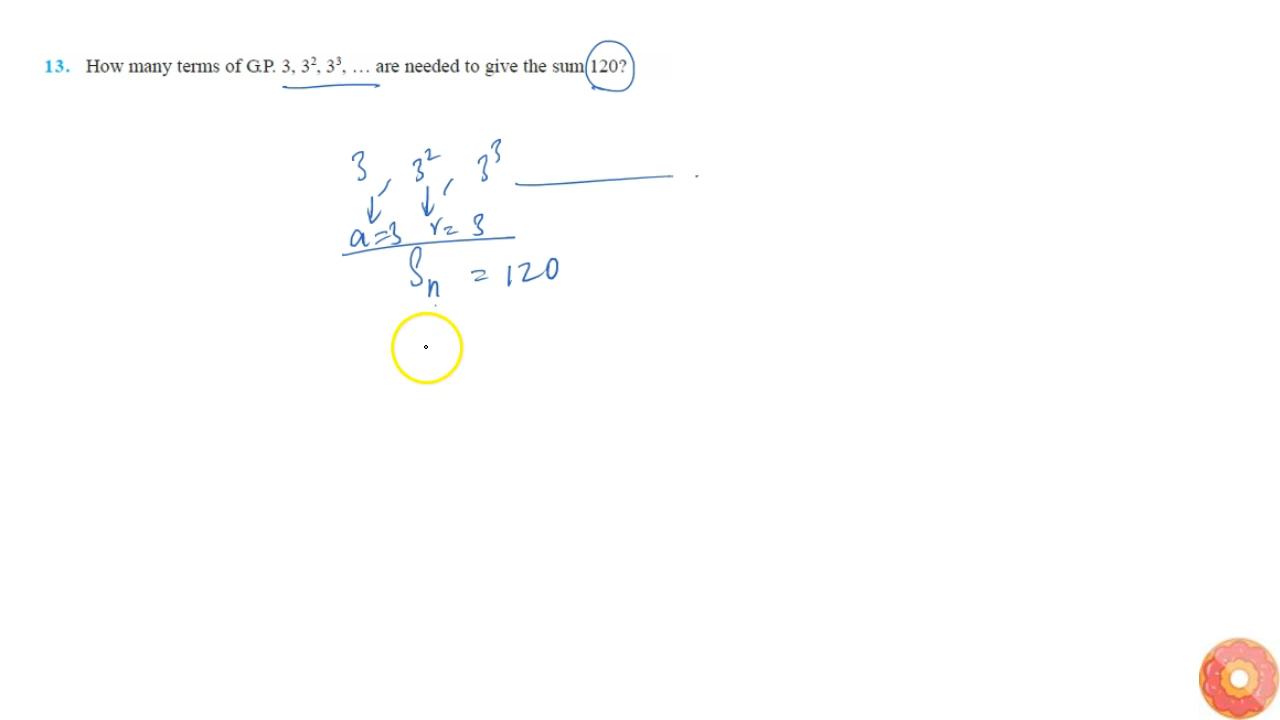 13. How many terms of G.P. 3, 3², 3³, … are needed to give the sum 120?
3, 3², 3³ ______ .
a=3 r= 3
Sn = 120